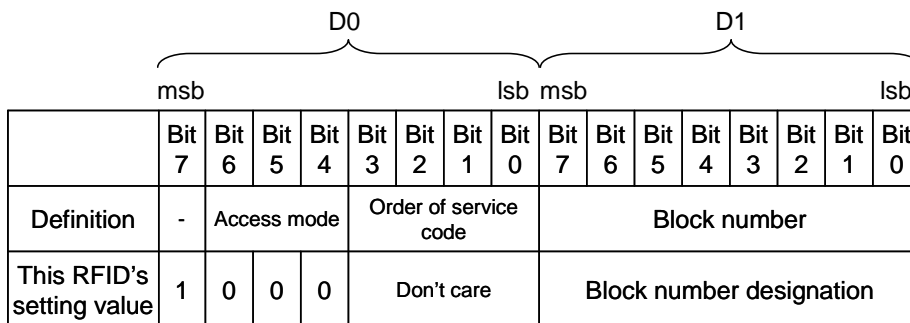 D0 D1
msb lsb msb lsb
Bit 7 Bit 6 Bit 5 Bit 4 Bit 3 Bit 2 Bit 1 Bit 0 Bit 7 Bit 6 Bit 5 Bit 4 Bit 3 Bit 2 Bit 1 Bit 0
Definition - Access mode Order of service code Block number
This RFID's setting value 1 0 0 0 Don't care Block number designation